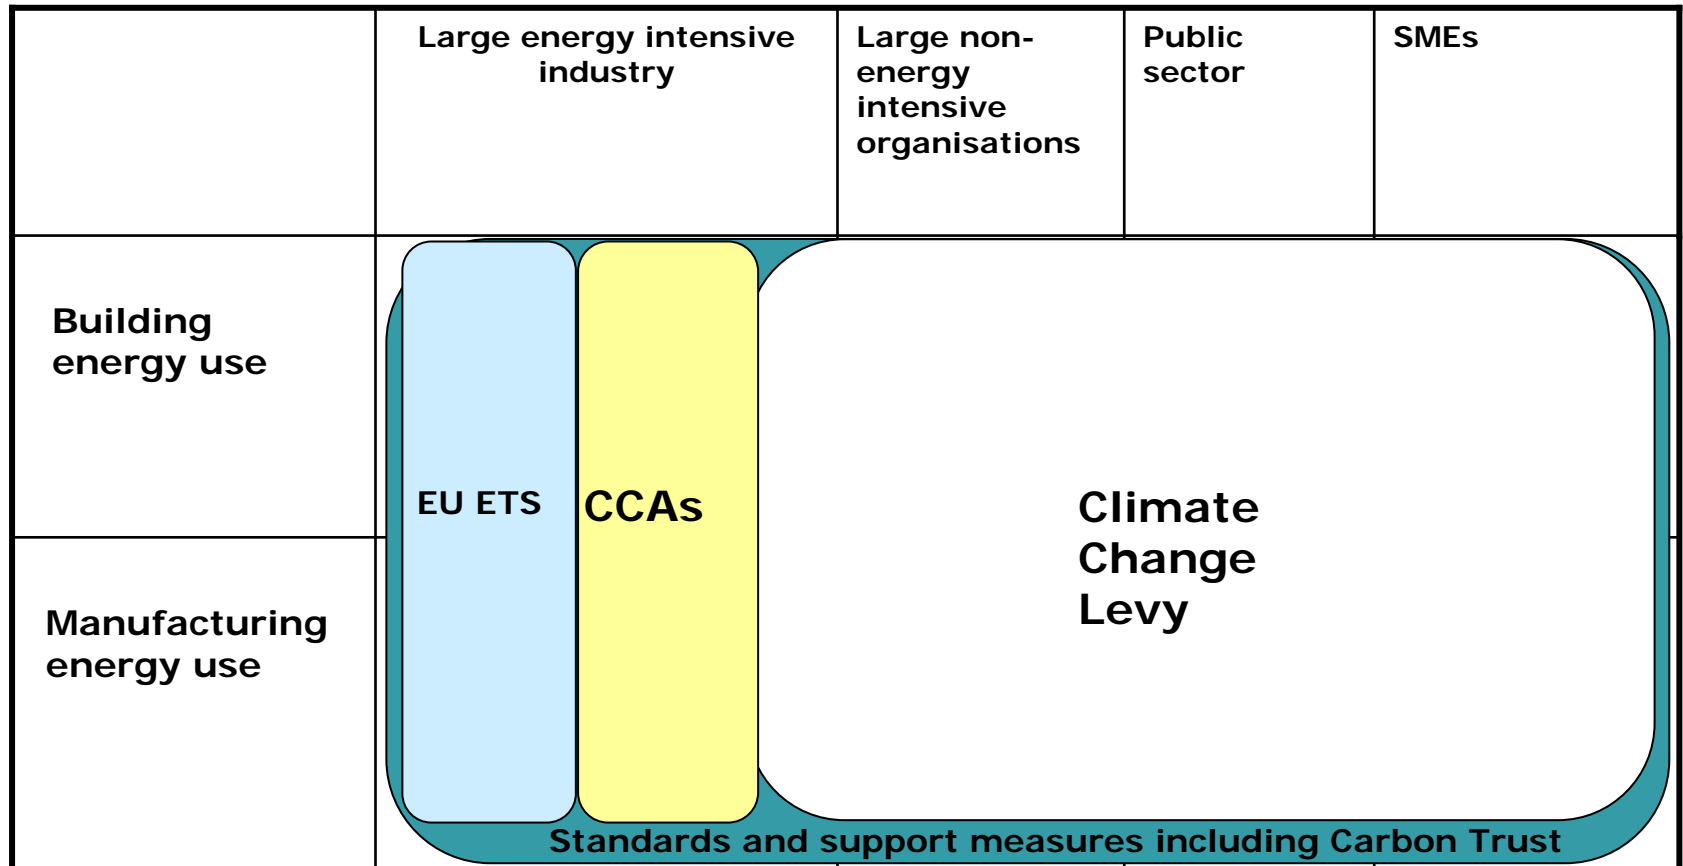 Large energy intensive
industry
Large non-
energy
intensive
organisations
Public
sector
SMEs
Building
energy use
EU ETS
CCAs
Climate
Change
Levy
Manufacturing
energy use
Standards and support measures including Carbon Trust